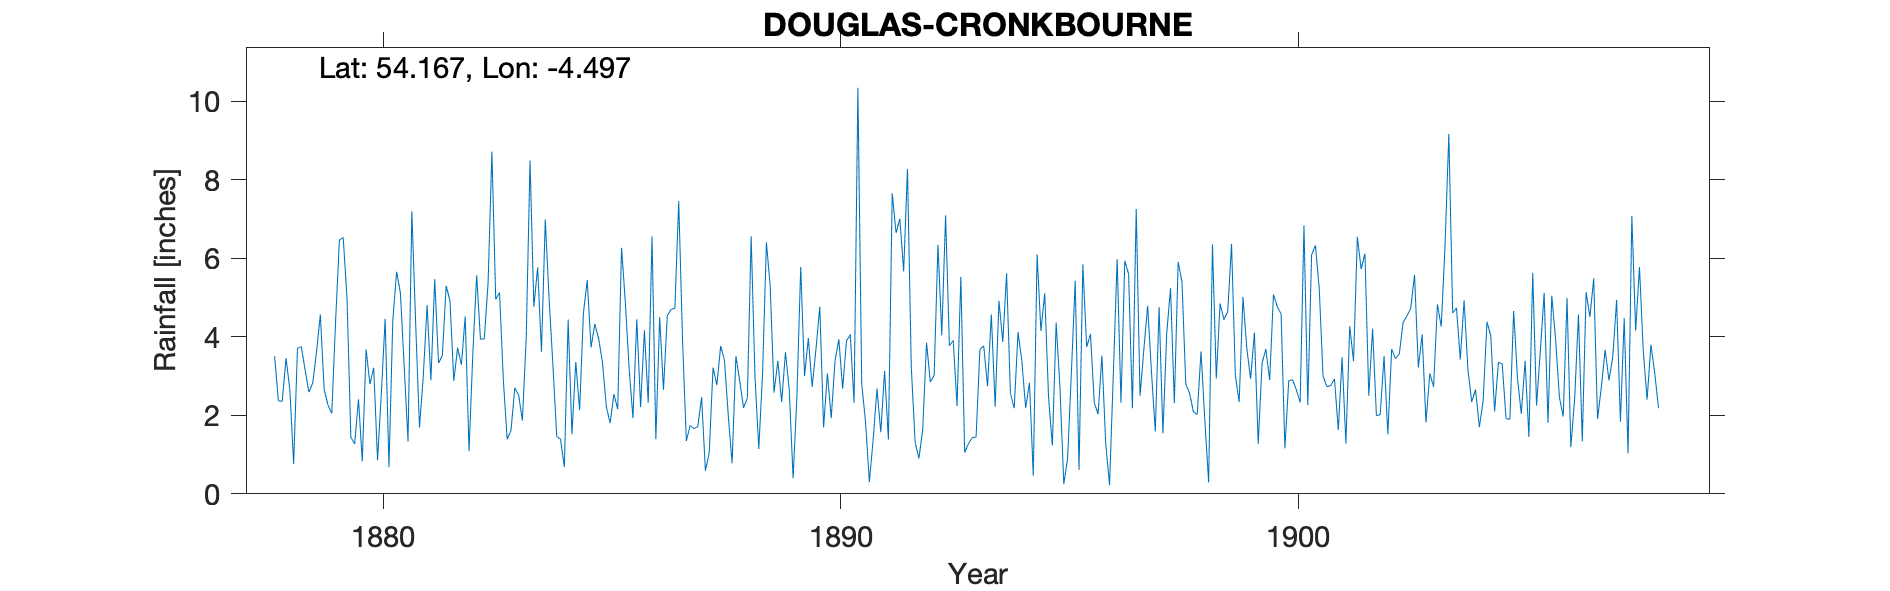 DOUGLAS-CRONKBOURNE
Lat: 54.167, Lon: -4.497
Rainfall [inches]
10
8
6
4
2
0
1880 1890 1900
Year